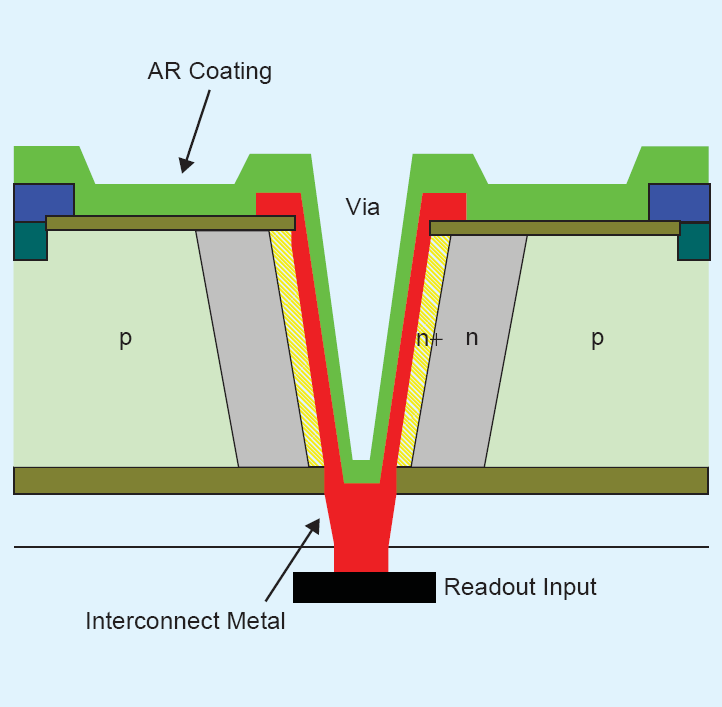 AR Coating
Via
p
n+
n
p
Readout Input
Interconnect Metal